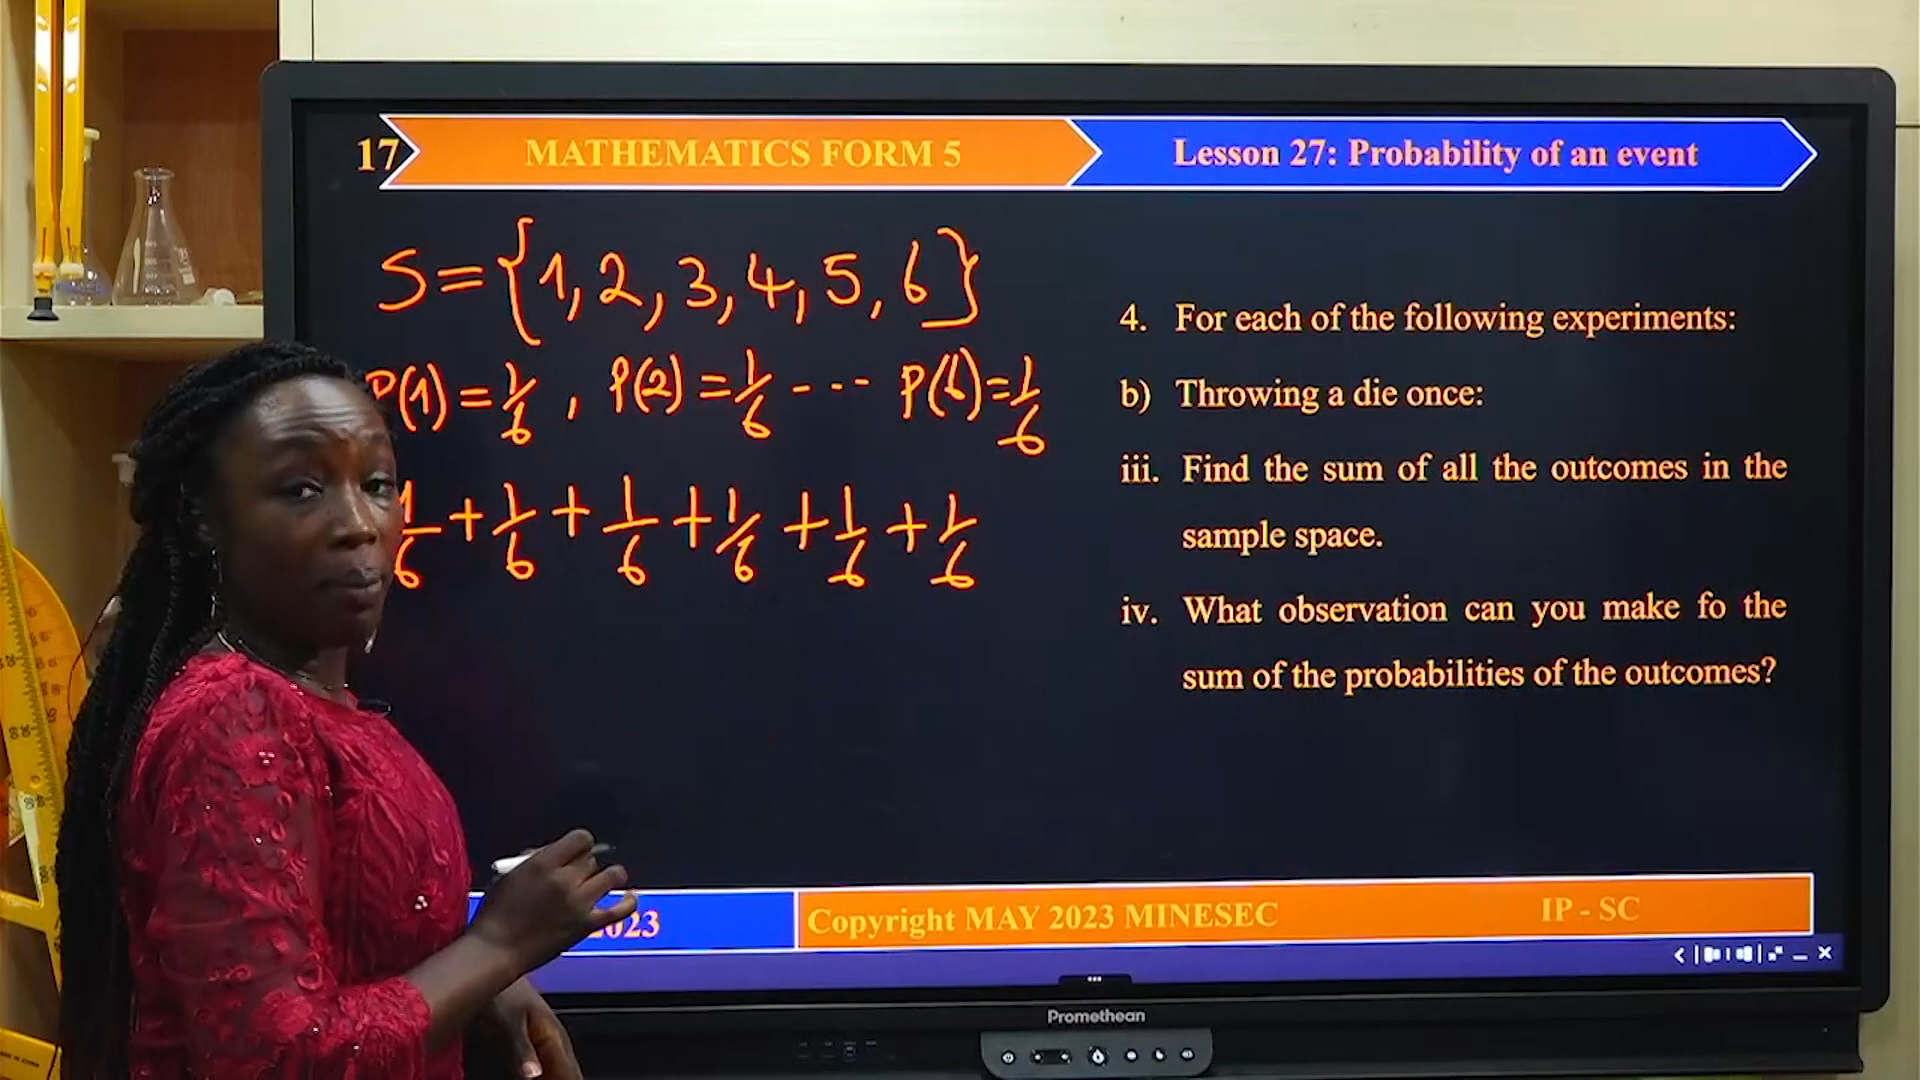 17 MATHEMATICS FORM 5 Lesson 27: Probability of an event
S = {1, 2, 3, 4, 5, 6}
P(1) = 1/6 , P(2) = 1/6 --- P(6) = 1/6
1/6 + 1/6 + 1/6 + 1/6 + 1/6 + 1/6
4. For each of the following experiments:
b) Throwing a die once:
iii. Find the sum of all the outcomes in the
sample space.
iv. What observation can you make fo the
sum of the probabilities of the outcomes?
2023 Copyright MAY 2023 MINESEC IP - SC
Promethean